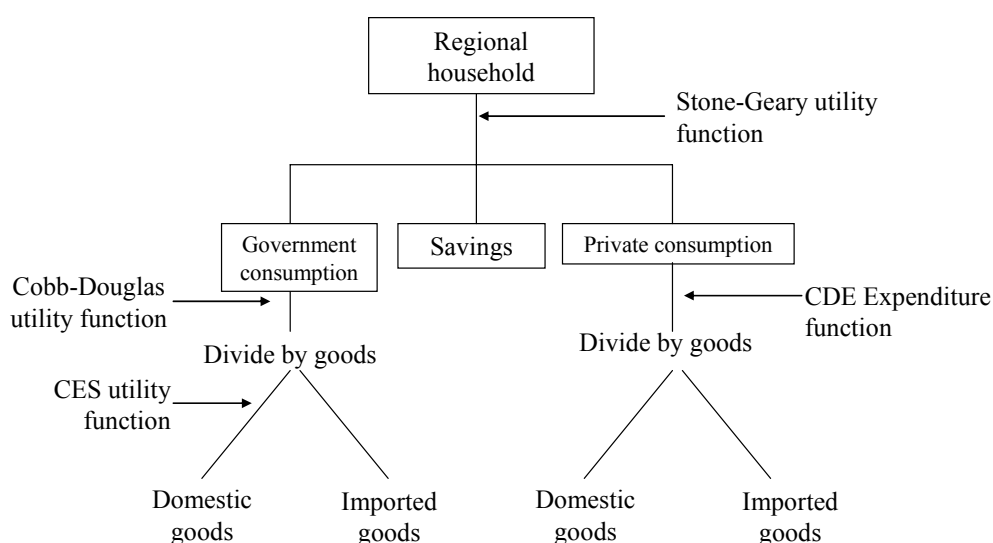 Regional
household
Stone-Geary utility
function
Government
consumption
Savings
Private consumption
Cobb-Douglas
utility function
CDE Expenditure
function
Divide by goods
Divide by goods
CES utility
function
Domestic
goods
Imported
goods
Domestic
goods
Imported
goods